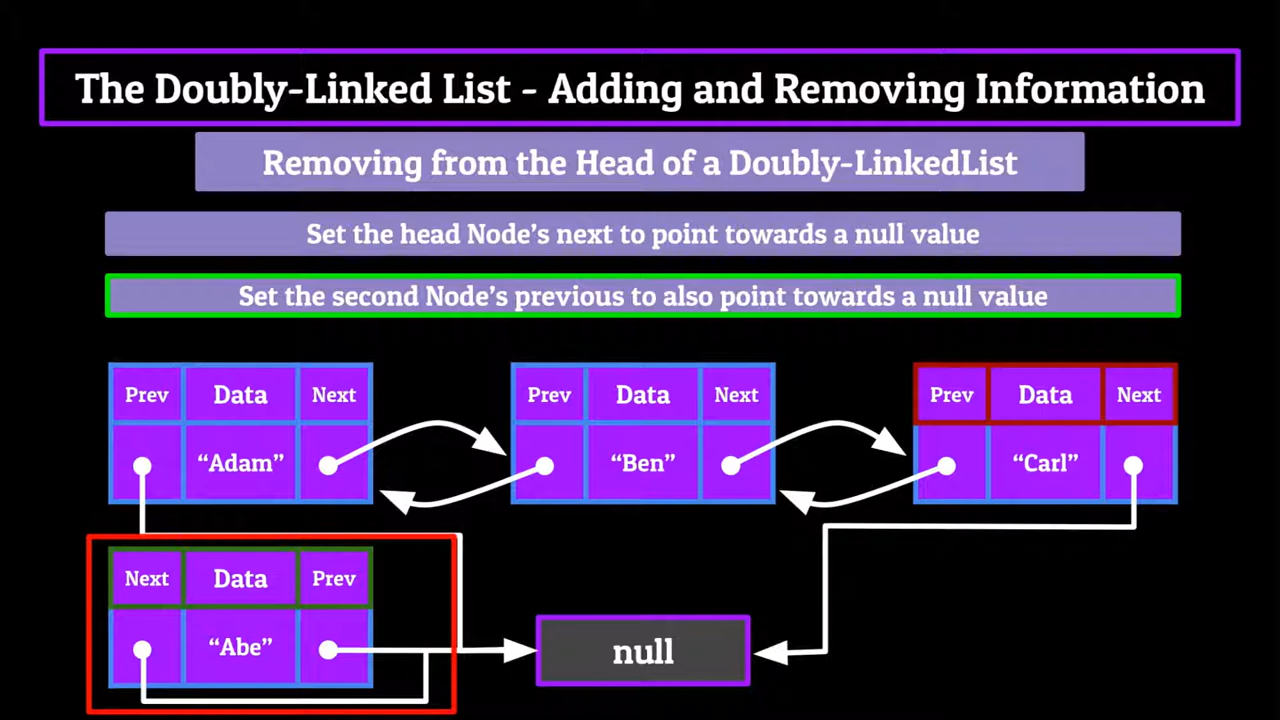 The Doubly-Linked List - Adding and Removing Information
Removing from the Head of a Doubly-LinkedList
Set the head Node's next to point towards a null value
Set the second Node's previous to also point towards a null value
Prev Data Next Prev Data Next Prev Data Next
“Adam” “Ben” “Carl”
Next Data Prev
“Abe” null